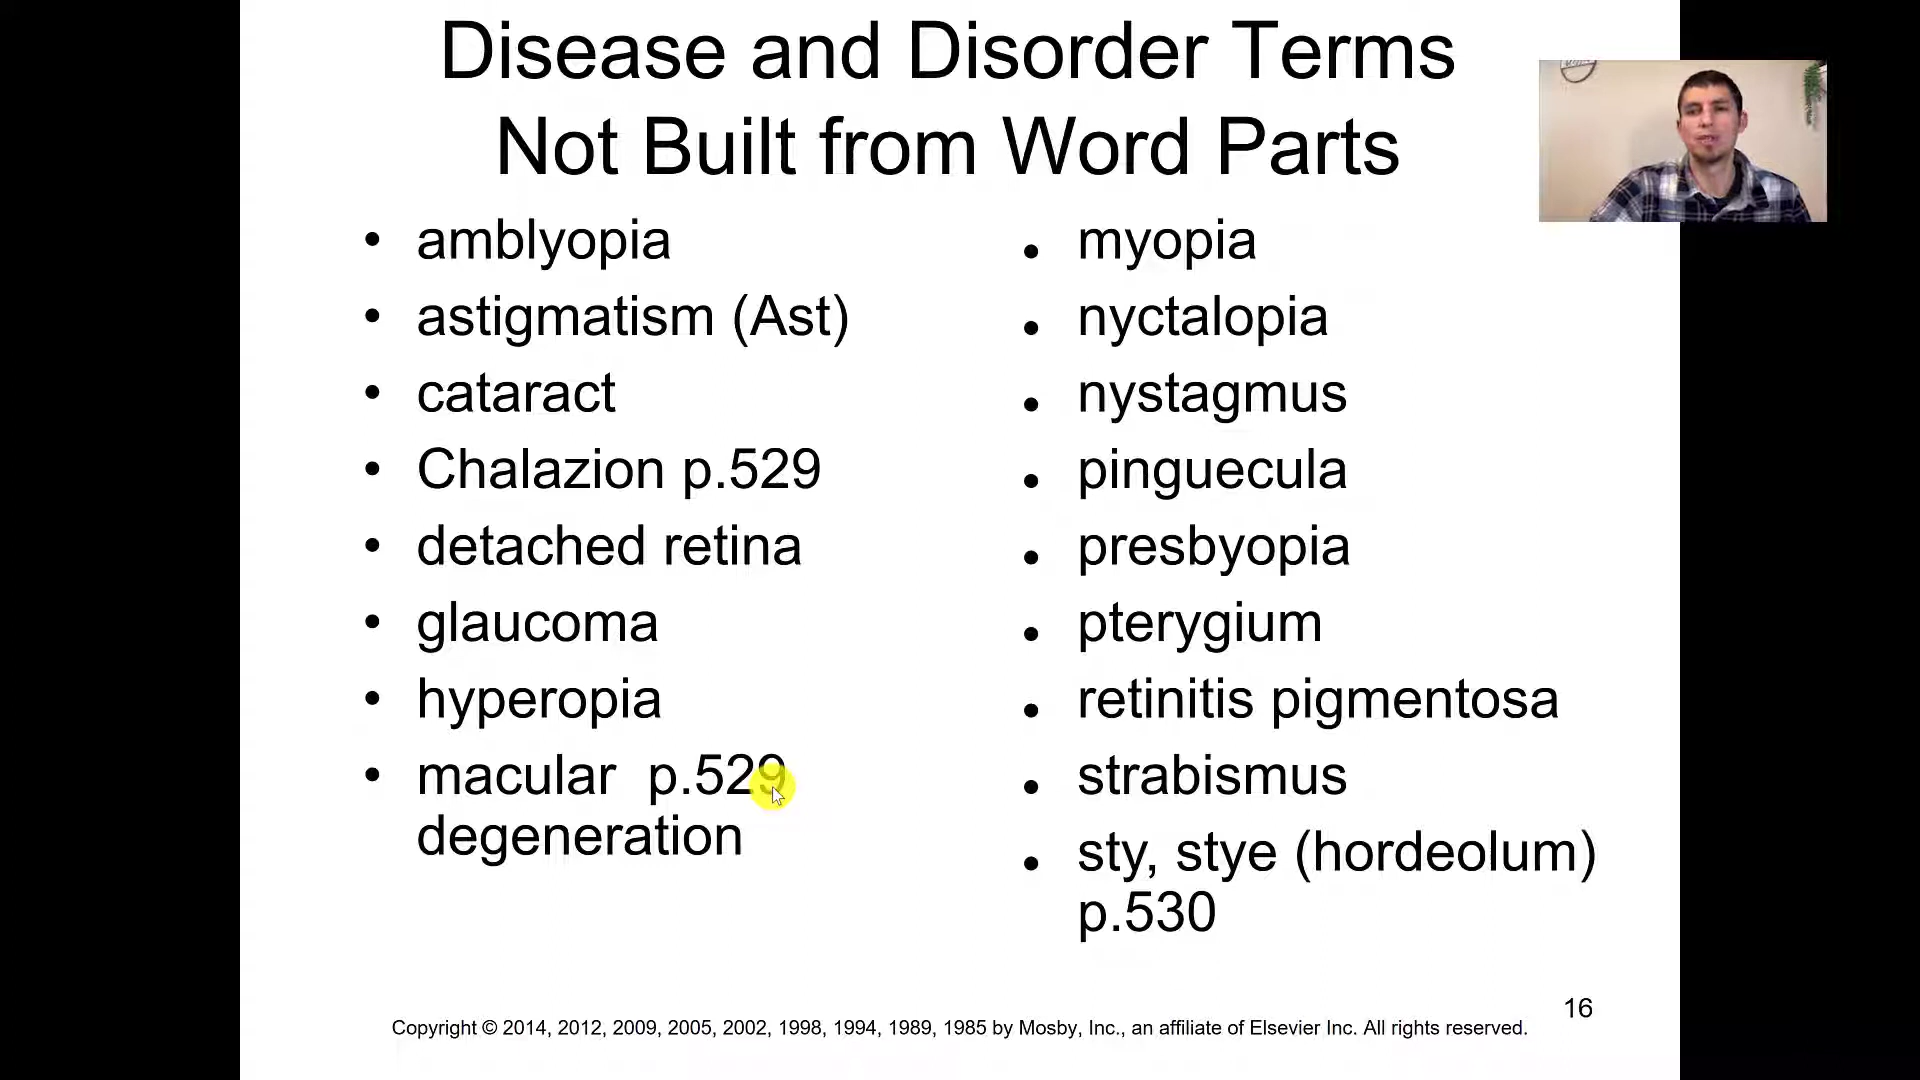 Disease and Disorder Terms
Not Built from Word Parts
• amblyopia
• astigmatism (Ast)
• cataract
• Chalazion p.529
• detached retina
• glaucoma
• hyperopia
• macular  p.529
degeneration
• myopia
• nyctalopia
• nystagmus
• pinguecula
• presbyopia
• pterygium
• retinitis pigmentosa
• strabismus
• sty, stye (hordeolum)
p.530
16
Copyright © 2014, 2012, 2009, 2005, 2002, 1998, 1994, 1989, 1985 by Mosby, Inc., an affiliate of Elsevier Inc. All rights reserved.